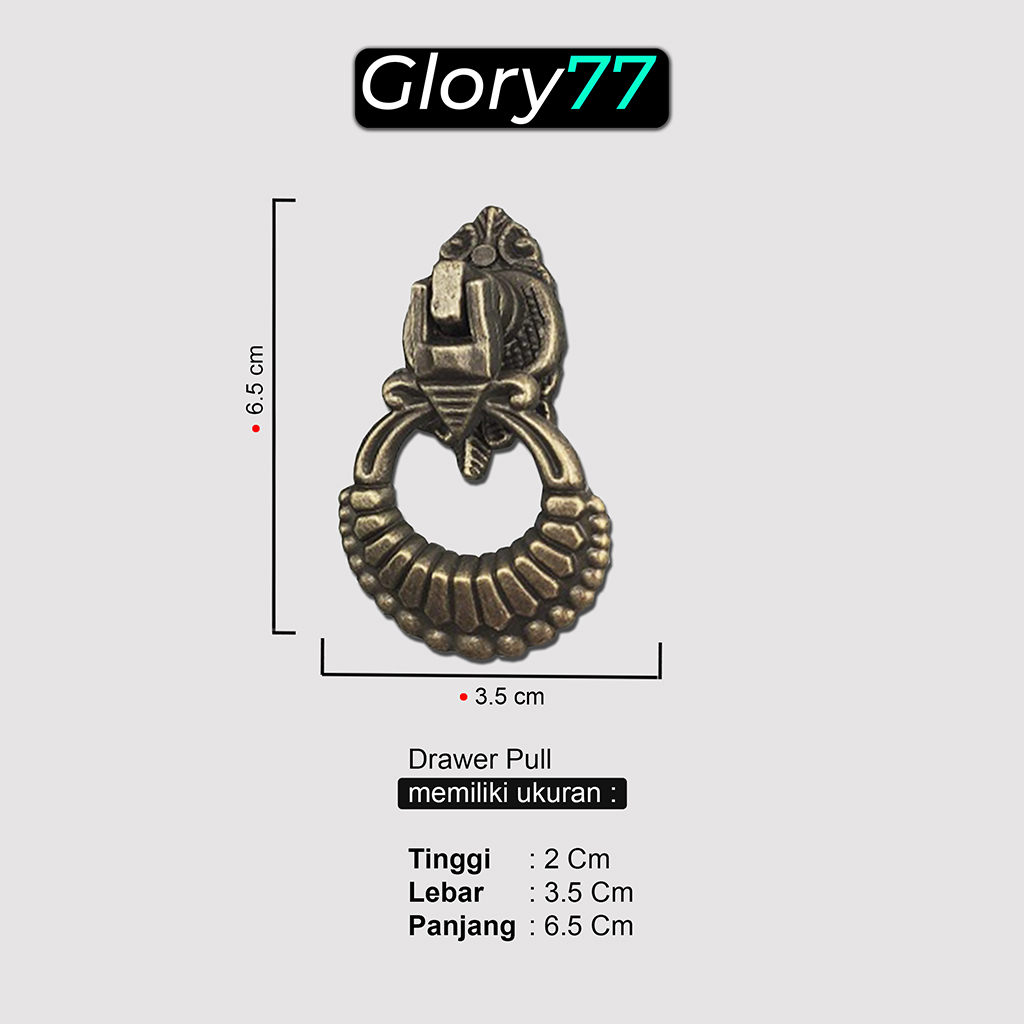 Glory77
• 6.5 cm
• 3.5 cm
Drawer Pull
memiliki ukuran :
Tinggi : 2 Cm
Lebar : 3.5 Cm
Panjang : 6.5 Cm